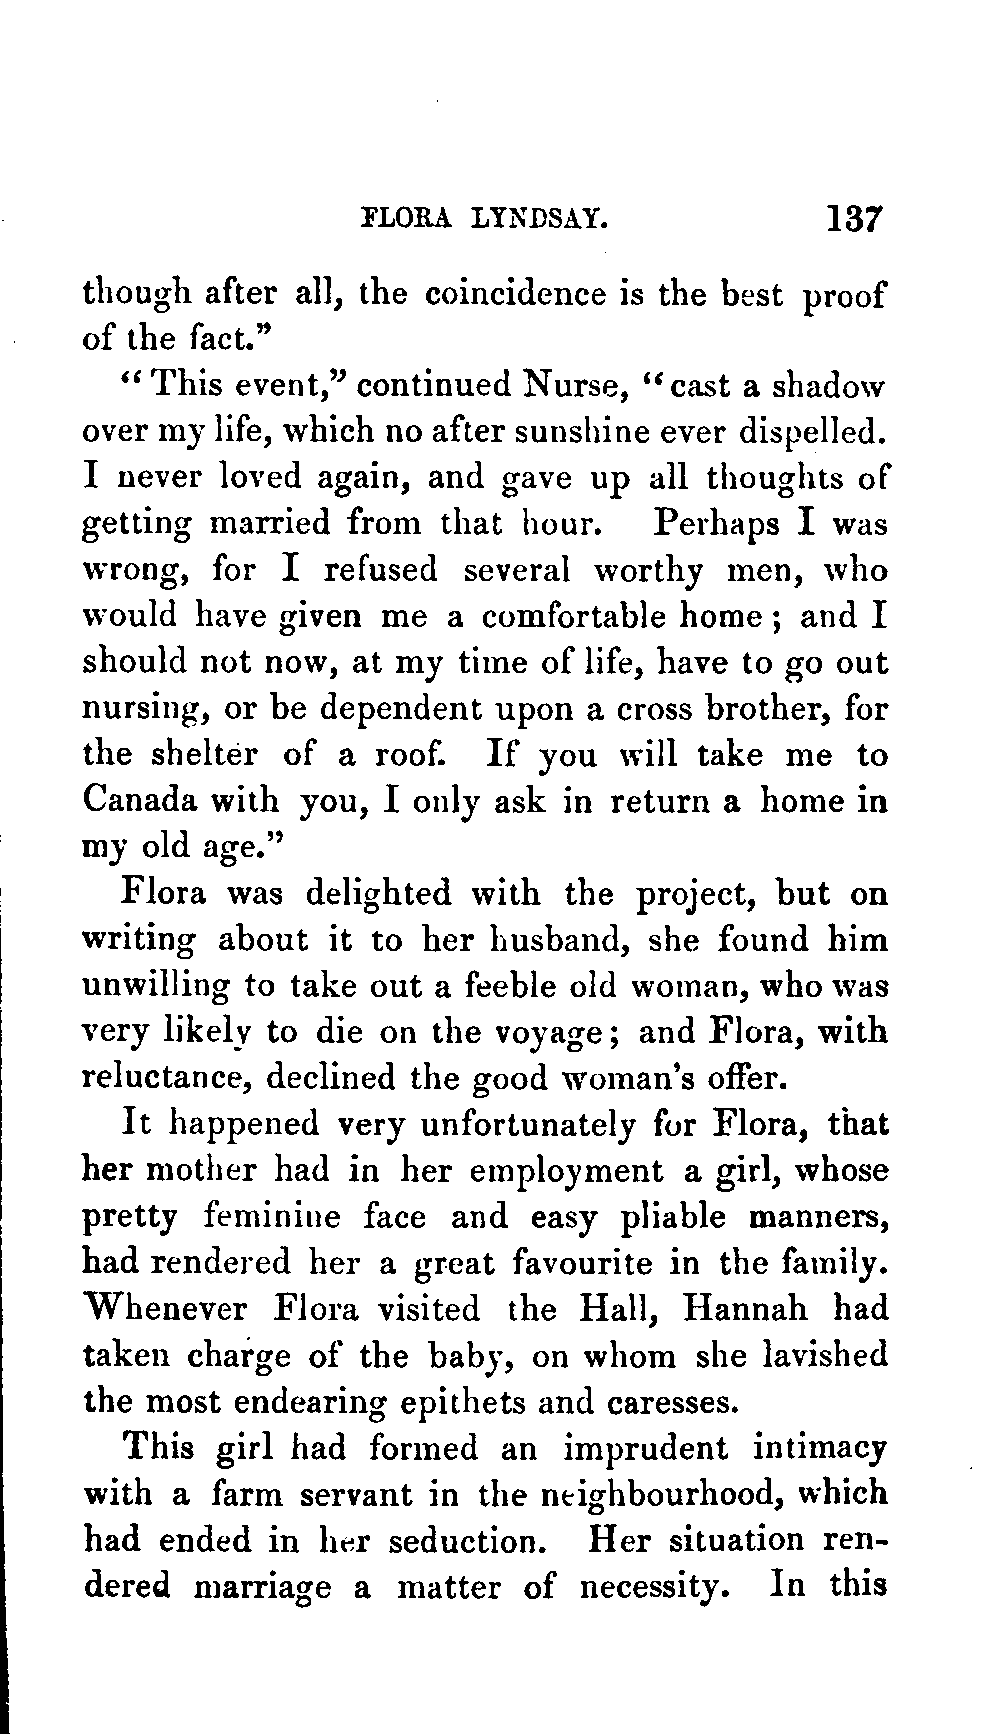 FLORA LYNDSAY. 137
though after all, the coincidence is the best proof
of the fact.”
“This event,” continued Nurse, “cast a shadow
over my life, which no after sunshine ever dispelled.
I never loved again, and gave up all thoughts of
getting married from that hour. Perhaps I was
wrong, for I refused several worthy men, who
would have given me a comfortable home; and I
should not now, at my time of life, have to go out
nursing, or be dependent upon a cross brother, for
the shelter of a roof. If you will take me to
Canada with you, I only ask in return a home in
my old age.”
Flora was delighted with the project, but on
writing about it to her husband, she found him
unwilling to take out a feeble old woman, who was
very likely to die on the voyage; and Flora, with
reluctance, declined the good woman's offer.
It happened very unfortunately for Flora, that
her mother had in her employment a girl, whose
pretty feminine face and easy pliable manners,
had rendered her a great favourite in the family.
Whenever Flora visited the Hall, Hannah had
taken charge of the baby, on whom she lavished
the most endearing epithets and caresses.
This girl had formed an imprudent intimacy
with a farm servant in the neighbourhood, which
had ended in her seduction. Her situation ren-
dered marriage a matter of necessity. In this